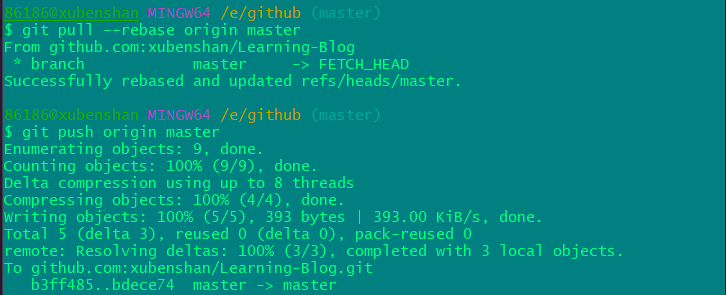 86186@xubenshan MINGW64 /e/github (master)
$ git pull --rebase origin master
From github.com:xubenshan/Learning-Blog
 * branch            master     -> FETCH_HEAD
Successfully rebased and updated refs/heads/master.
86186@xubenshan MINGW64 /e/github (master)
$ git push origin master
Enumerating objects: 9, done.
Counting objects: 100% (9/9), done.
Delta compression using up to 8 threads
Compressing objects: 100% (4/4), done.
Writing objects: 100% (5/5), 393 bytes | 393.00 KiB/s, done.
Total 5 (delta 3), reused 0 (delta 0), pack-reused 0
remote: Resolving deltas: 100% (3/3), completed with 3 local objects.
To github.com:xubenshan/Learning-Blog.git
   b3ff485..bdece74  master -> master